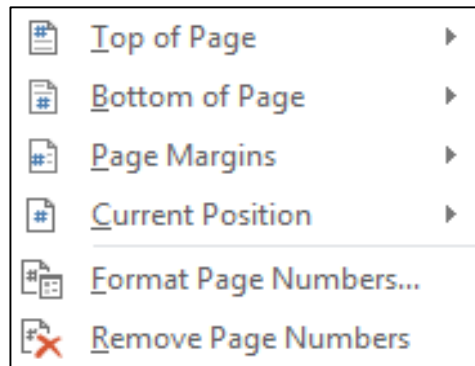 Top of Page
Bottom of Page
Page Margins
Current Position
Format Page Numbers...
Remove Page Numbers